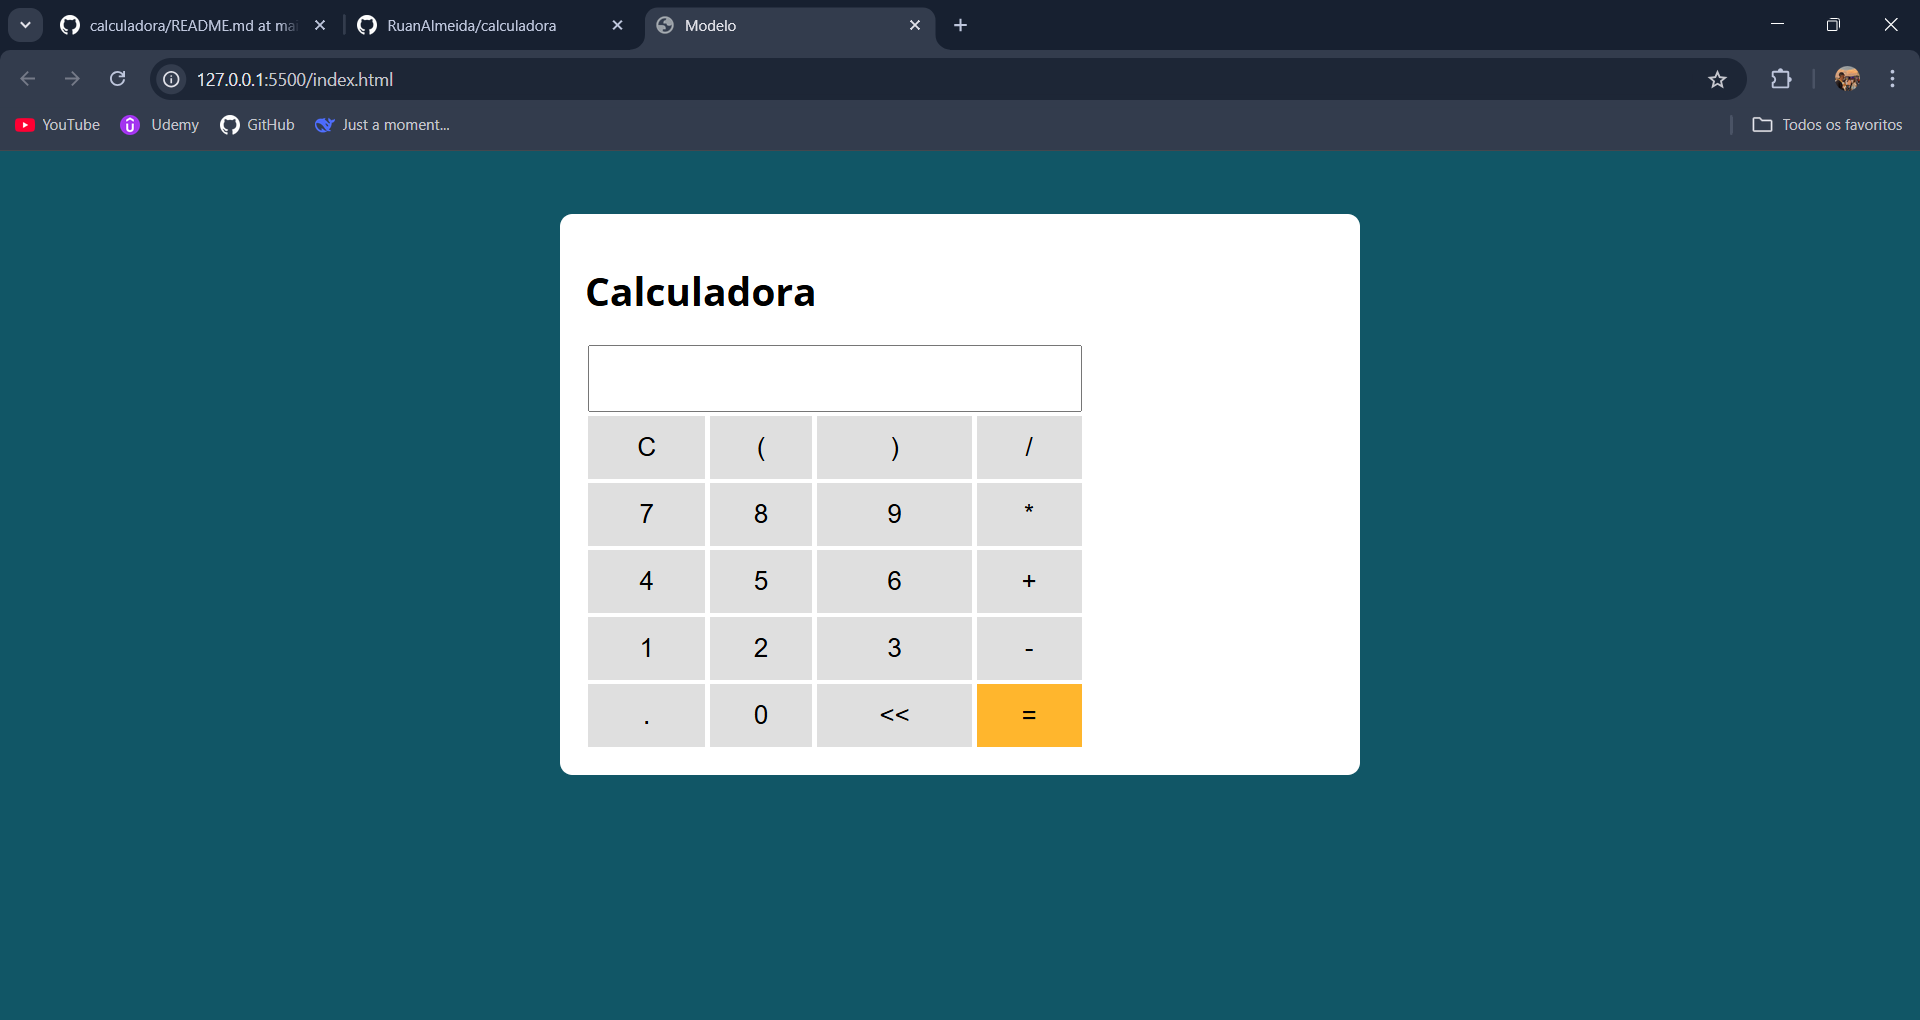 calculadora/README.md at mai
RuanAlmeida/calculadora
Modelo
127.0.0.1:5500/index.html
YouTube
Udemy
GitHub
Just a moment...
Todos os favoritos
Calculadora
C ( ) /
7 8 9 *
4 5 6 +
1 2 3 -
. 0 << =